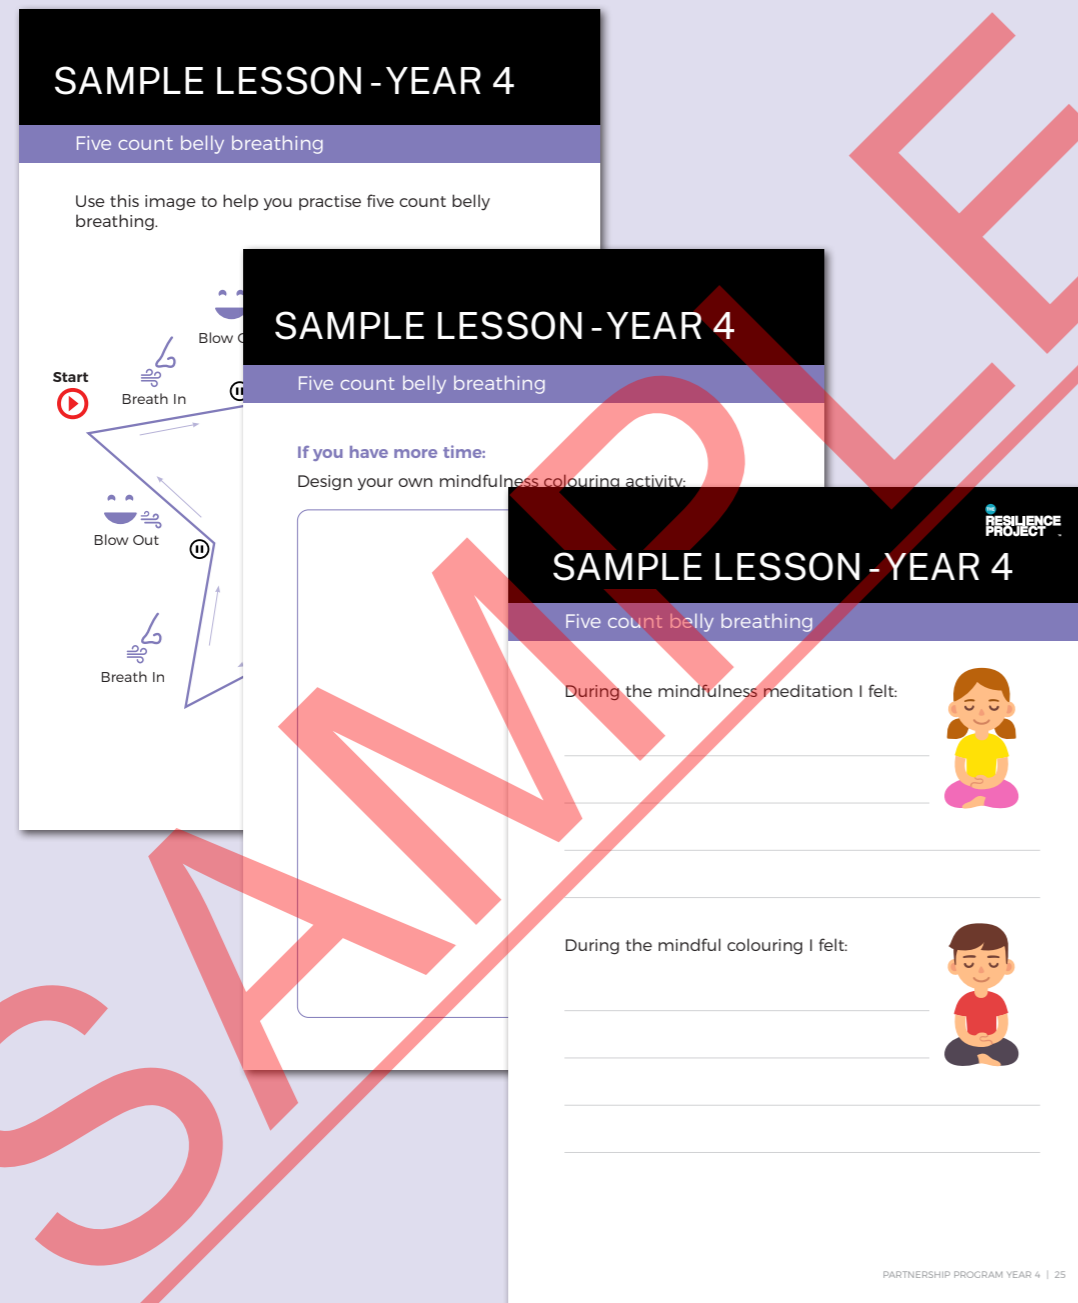 SAMPLE LESSON - YEAR 4
Five count belly breathing
Use this image to help you practise five count belly
breathing.
Blow
Breath In
Start
Blow Out
Breath In
SAMPLE LESSON - YEAR 4
Five count belly breathing
If you have more time:
Design your own mindfulness colouring activity:
THE
RESILIENCE
PROJECT
SAMPLE LESSON - YEAR 4
Five count belly breathing
During the mindfulness meditation I felt:
During the mindful colouring I felt:
PARTNERSHIP PROGRAM YEAR 4 | 25
SAMPLE